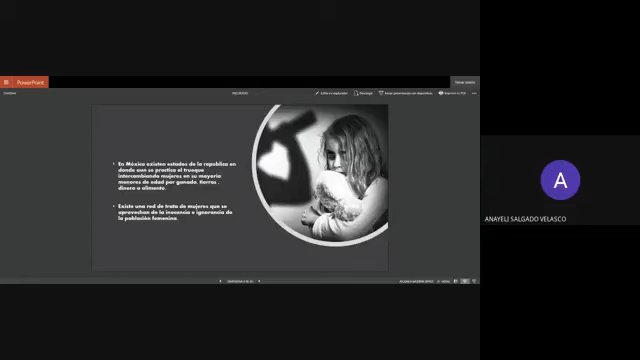 PowerPoint
Iniciar sesión
• En México existen estados de la republica en
donde aun se practica el trueque
intercambiando mujeres en su mayoría
menores de edad por ganado, tierras ,
dinero o alimento.
• Existe una red de trata de mujeres que se
aprovechan de la inocencia e ignorancia de
la población femenina.
A
ANAYELI SALGADO VELASCO